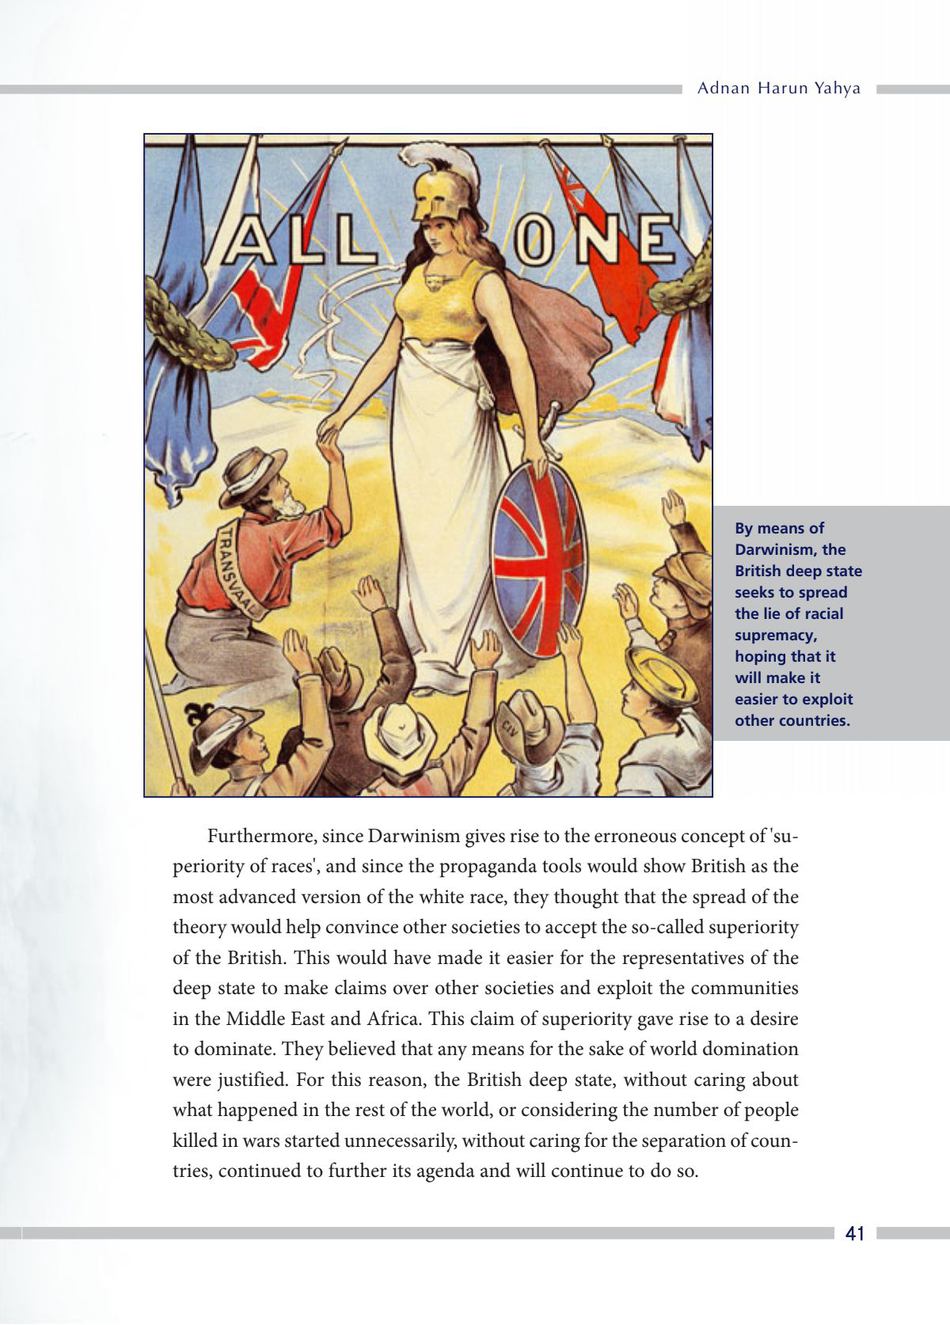 Adnan Harun Yahya
ALL ONE
TRANSVAAL
CIV
By means of
Darwinism, the
British deep state
seeks to spread
the lie of racial
supremacy,
hoping that it
will make it
easier to exploit
other countries.
Furthermore, since Darwinism gives rise to the erroneous concept of 'su-
periority of races', and since the propaganda tools would show British as the
most advanced version of the white race, they thought that the spread of the
theory would help convince other societies to accept the so-called superiority
of the British. This would have made it easier for the representatives of the
deep state to make claims over other societies and exploit the communities
in the Middle East and Africa. This claim of superiority gave rise to a desire
to dominate. They believed that any means for the sake of world domination
were justified. For this reason, the British deep state, without caring about
what happened in the rest of the world, or considering the number of people
killed in wars started unnecessarily, without caring for the separation of coun-
tries, continued to further its agenda and will continue to do so.
41